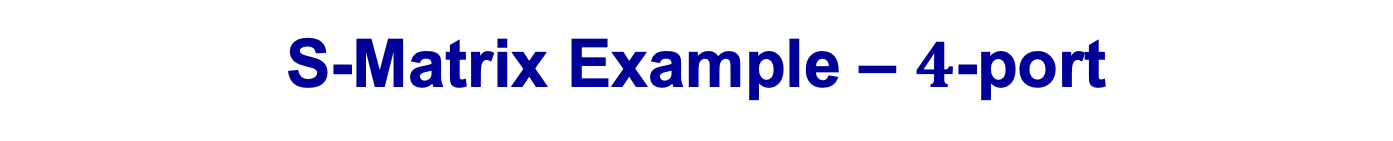 S-Matrix Example – 4-port